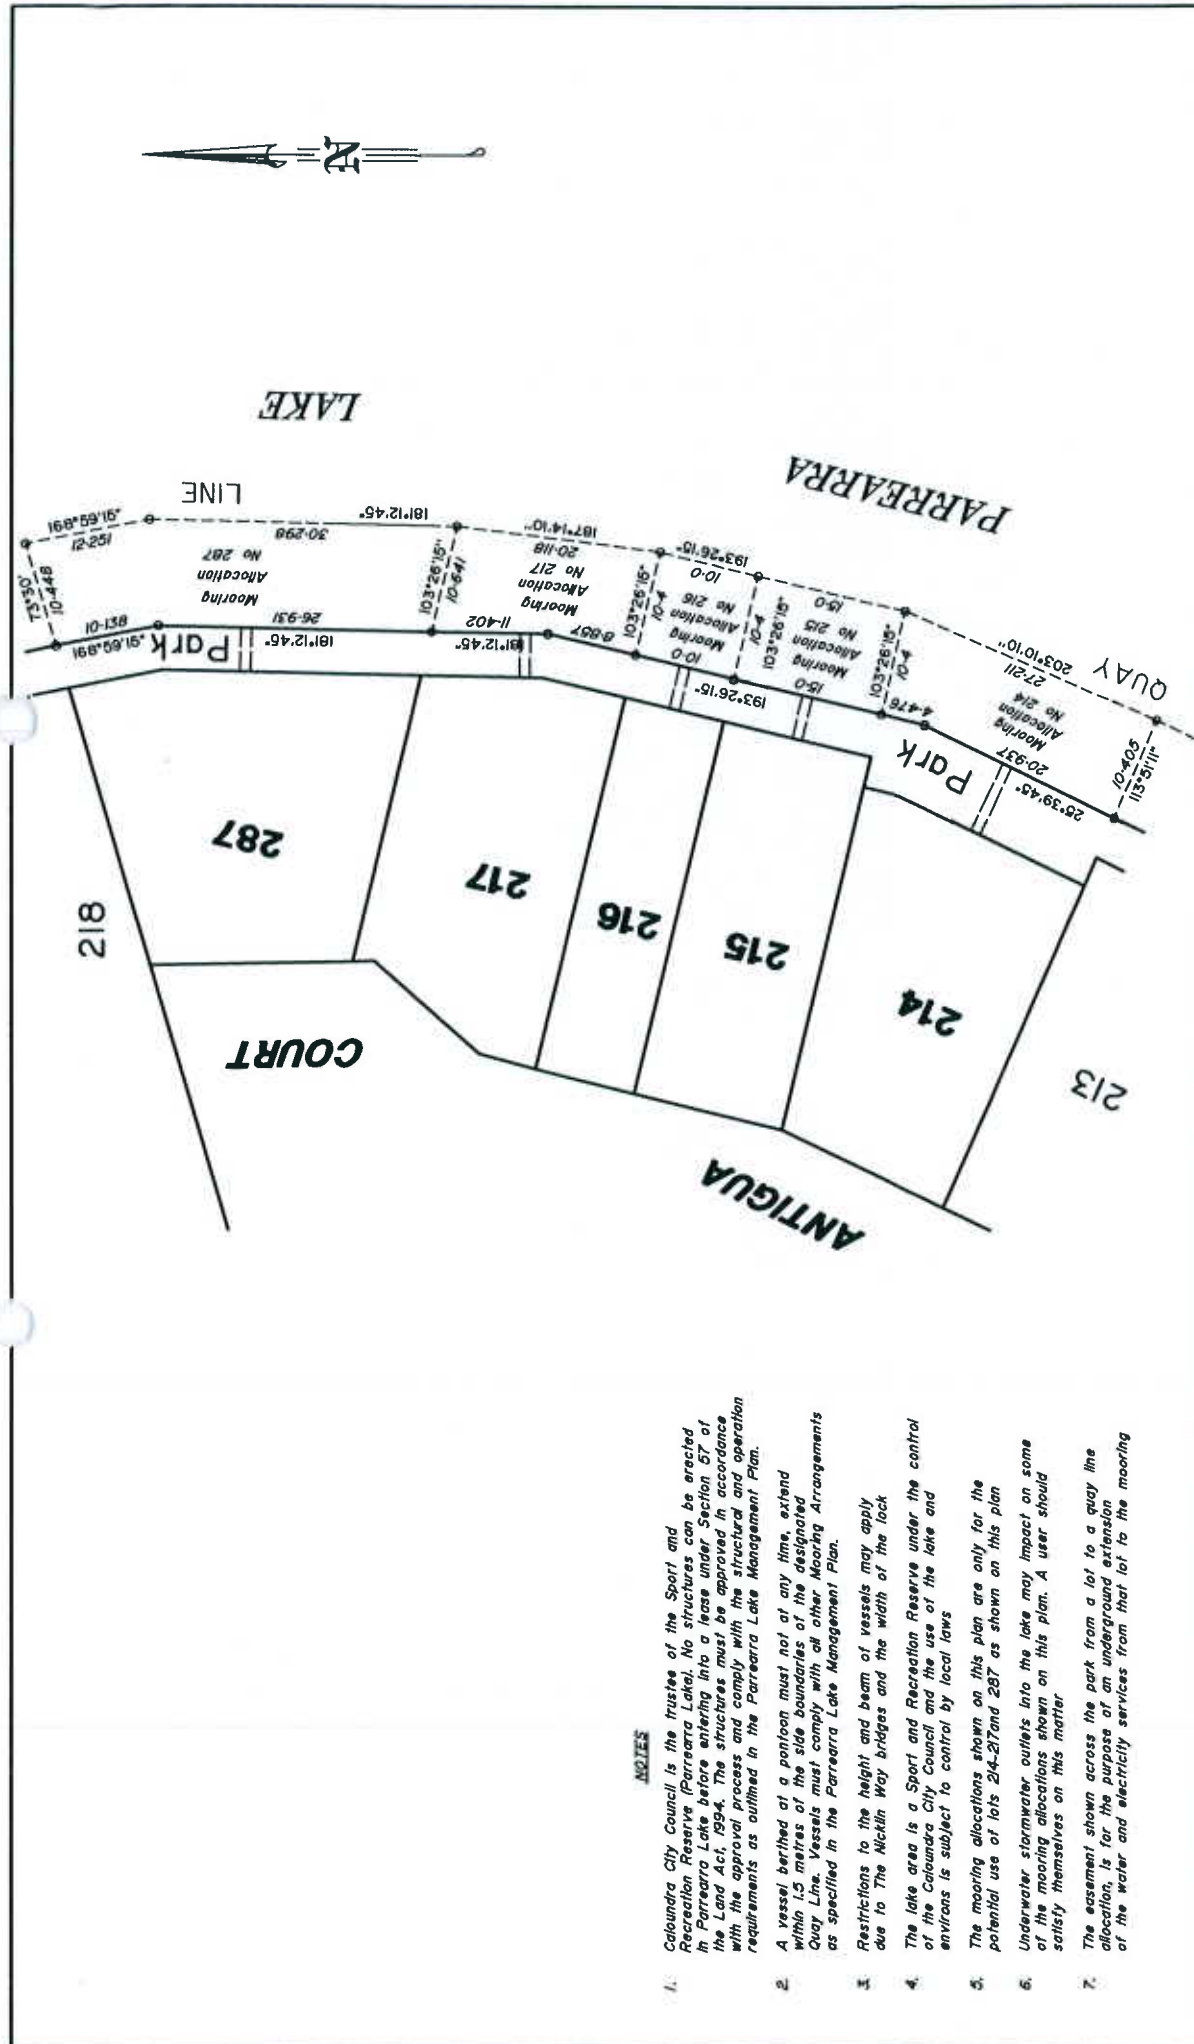 N
LAKE
PARREARRA
LINE
QUAY
168°59'15"
12·251
73°30'
10·448
10·138
168°59'15"
Park
Mooring
Allocation
No 287
30·298
181°12'45"
26·931
181°12'45"
103°26'15"
10·641
Mooring
Allocation
No 217
20·118
187°14'10"
11·402
181°12'45"
8·857
103°26'15"
10·4
Mooring
Allocation
No 216
10·0
193°26'15"
10·0
193°26'15"
10·4
103°26'15"
Mooring
Allocation
No 215
15·0
15·0
103°26'15"
10·4
4·476
Park
Mooring
Allocation
No 214
27·211
203°10'10"
20·937
25°39'45"
10·405
113°51'11"
218
287
217
216
215
214
213
COURT
ANTIGUA
NOTES
1. Caloundra City Council is the trustee of the Sport and
Recreation Reserve (Parrearra Lake). No structures can be erected
in Parrearra Lake before entering into a lease under Section 57 of
the Land Act, 1994. The structures must be approved in accordance
with the approval process and comply with the structural and operation
requirements as outlined in the Parrearra Lake Management Plan.
2. A vessel berthed at a pontoon must not at any time, extend
within 1.5 metres of the side boundaries of the designated
Quay Line. Vessels must comply with all other Mooring Arrangements
as specified in the Parrearra Lake Management Plan.
3. Restrictions to the height and beam of vessels may apply
due to The Nicklin Way bridges and the width of the lock
4. The lake area is a Sport and Recreation Reserve under the control
of the Caloundra City Council and the use of the lake and
environs is subject to control by local laws
5. The mooring allocations shown on this plan are only for the
potential use of lots 214-217and 287 as shown on this plan
6. Underwater stormwater outlets into the lake may impact on some
of the mooring allocations shown on this plan. A user should
satisfy themselves on this matter
7. The easement shown across the park from a lot to a quay line
allocation, is for the purpose of an underground extension
of the water and electricity services from that lot to the mooring